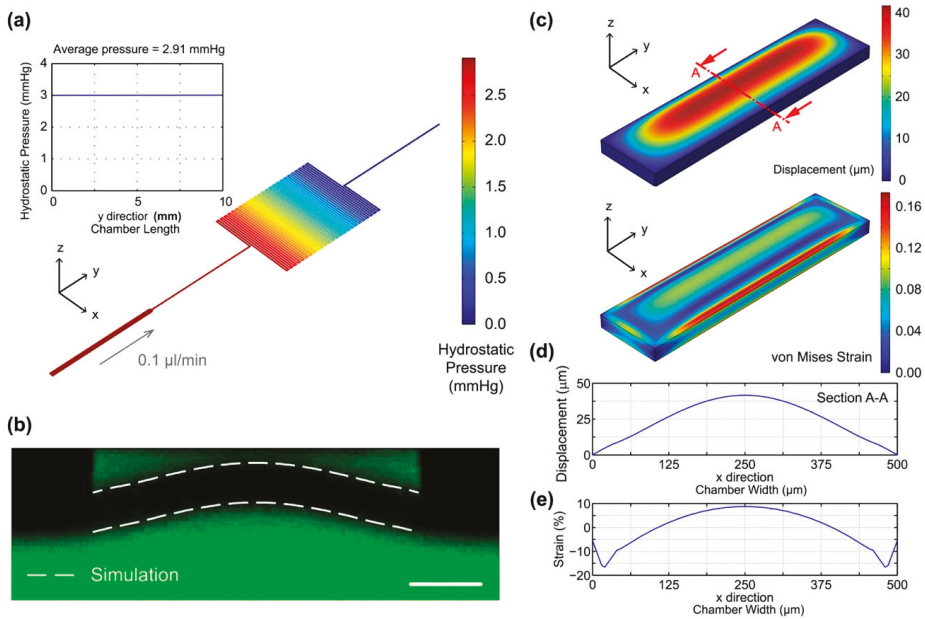 (a)
Average pressure = 2.91 mmHg
Hydrostatic Pressure (mmHg)
4
3
2
1
0
0 5 10
y directior (mm)
Chamber Length
z
y
x
0.1 µl/min
2.5
2.0
1.5
1.0
0.5
0.0
Hydrostatic
Pressure
(mmHg)
(b)
Simulation
(c)
z
y
x
A
A
40
30
20
10
0
Displacement (µm)
z
y
x
0.16
0.12
0.08
0.04
0.00
von Mises Strain
(d)
Displacement (µm)
50
25
0
Section A-A
0 125 250 375 500
x direction
Chamber Width (µm)
(e)
Strain (%)
10
0
−10
−20
0 125 250 375 500
x direction
Chamber Width (µm)